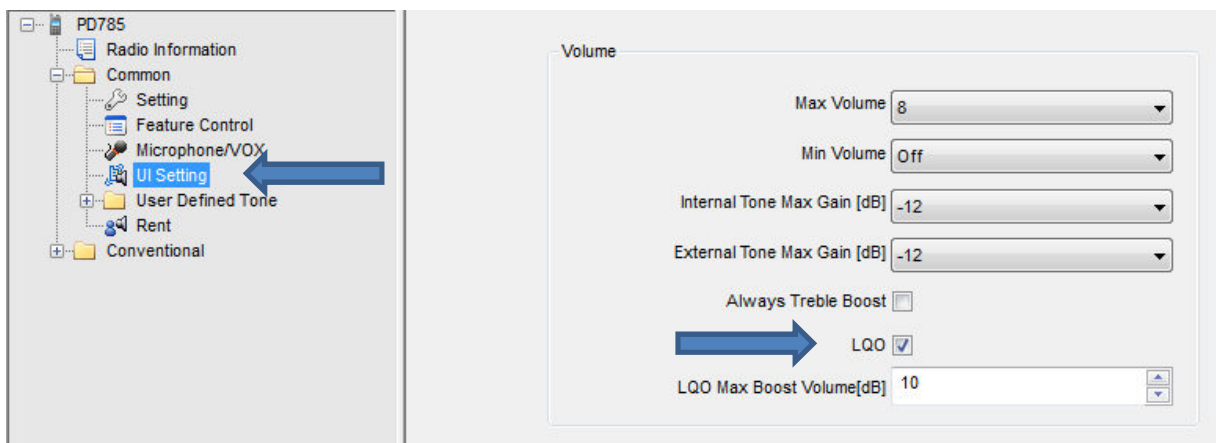 PD785
Radio Information
Common
Setting
Feature Control
Microphone/VOX
UI Setting
User Defined Tone
Rent
Conventional
Volume
Max Volume 8
Min Volume Off
Internal Tone Max Gain [dB] -12
External Tone Max Gain [dB] -12
Always Treble Boost
LQO
LQO Max Boost Volume[dB] 10